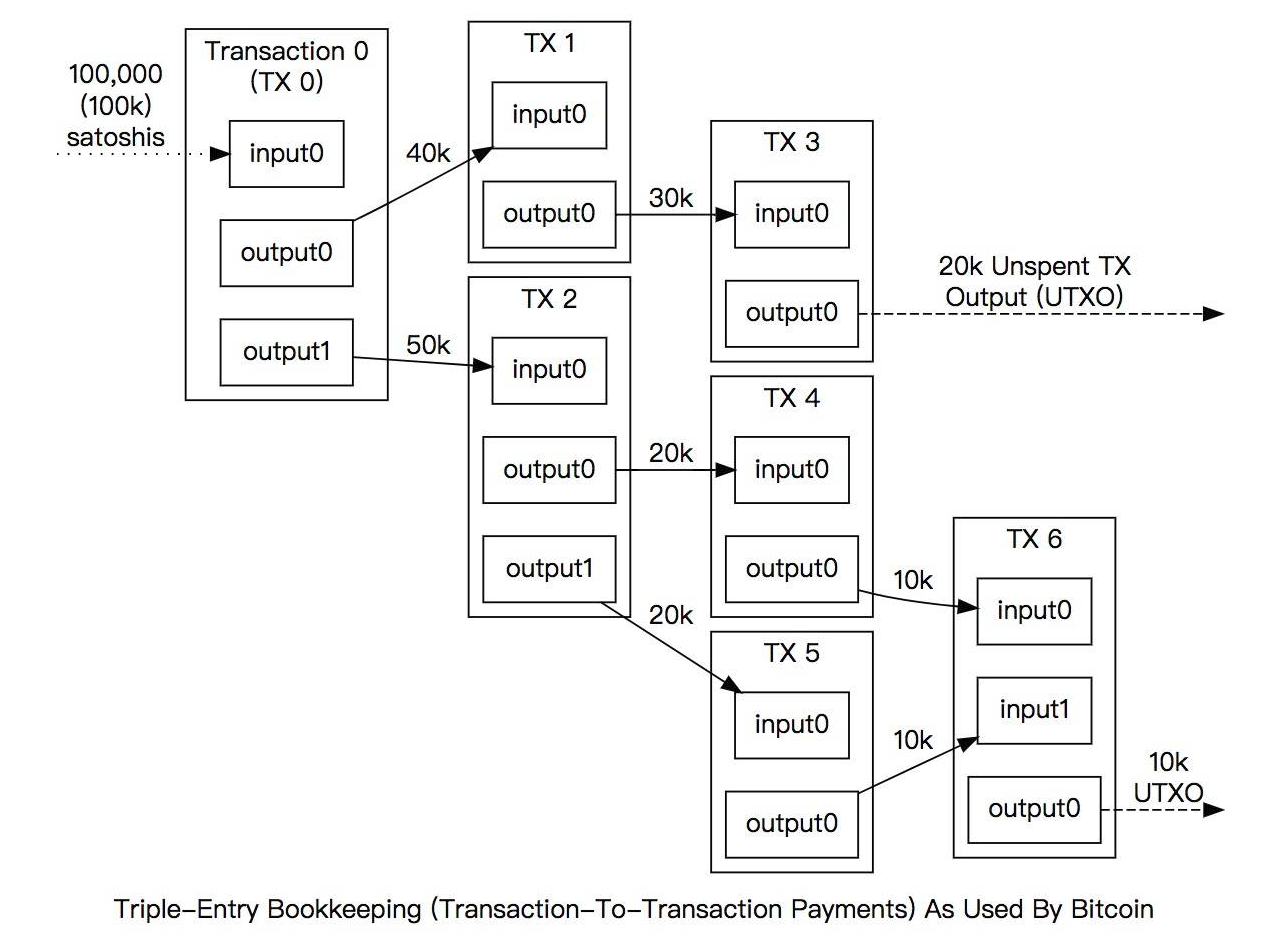 100,000
(100k)
satoshis
Transaction 0
(TX 0)
input0
output0
output1
40k
50k
TX 1
input0
output0
30k
TX 2
input0
output0
output1
20k
20k
TX 3
input0
output0
20k Unspent TX
Output (UTXO)
TX 4
input0
output0
10k
TX 5
input0
output0
10k
TX 6
input0
input1
output0
10k
UTXO
Triple-Entry Bookkeeping (Transaction-To-Transaction Payments) As Used By Bitcoin